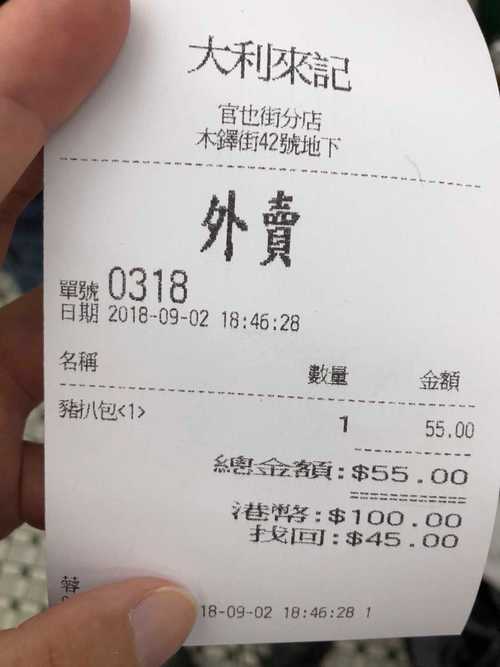 大利來記
官也街分店
木鐸街42號地下
外賣
單號 0318
日期 2018-09-02 18:46:28
名稱 數量 金額
豬扒包<1> 1 55.00
總金額:$55.00
港幣:$100.00
找回:$45.00
蓉
18-09-02 18:46:28 1